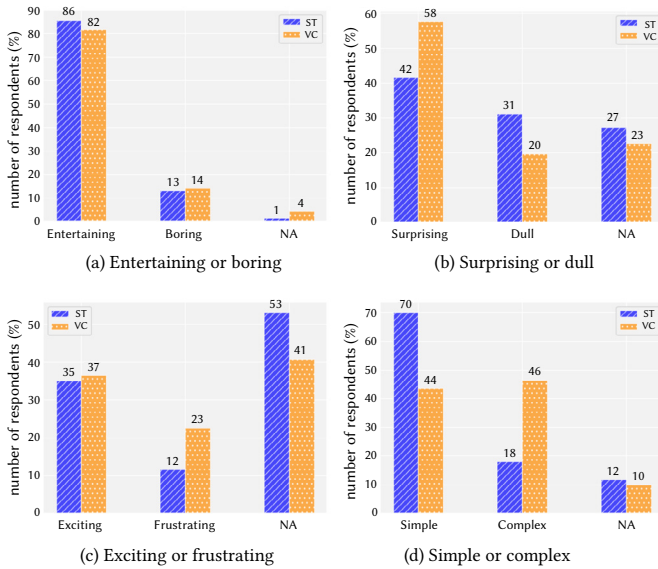 90
80
70
60
50
40
30
20
10
0
number of respondents (%)
86
82
13
14
1
4
ST
VC
Entertaining Boring NA
(a) Entertaining or boring
60
50
40
30
20
10
0
number of respondents (%)
42
58
31
20
27
23
ST
VC
Surprising Dull NA
(b) Surprising or dull
50
40
30
20
10
0
number of respondents (%)
35
37
12
23
53
41
ST
VC
Exciting Frustrating NA
(c) Exciting or frustrating
70
60
50
40
30
20
10
0
number of respondents (%)
70
44
18
46
12
10
ST
VC
Simple Complex NA
(d) Simple or complex